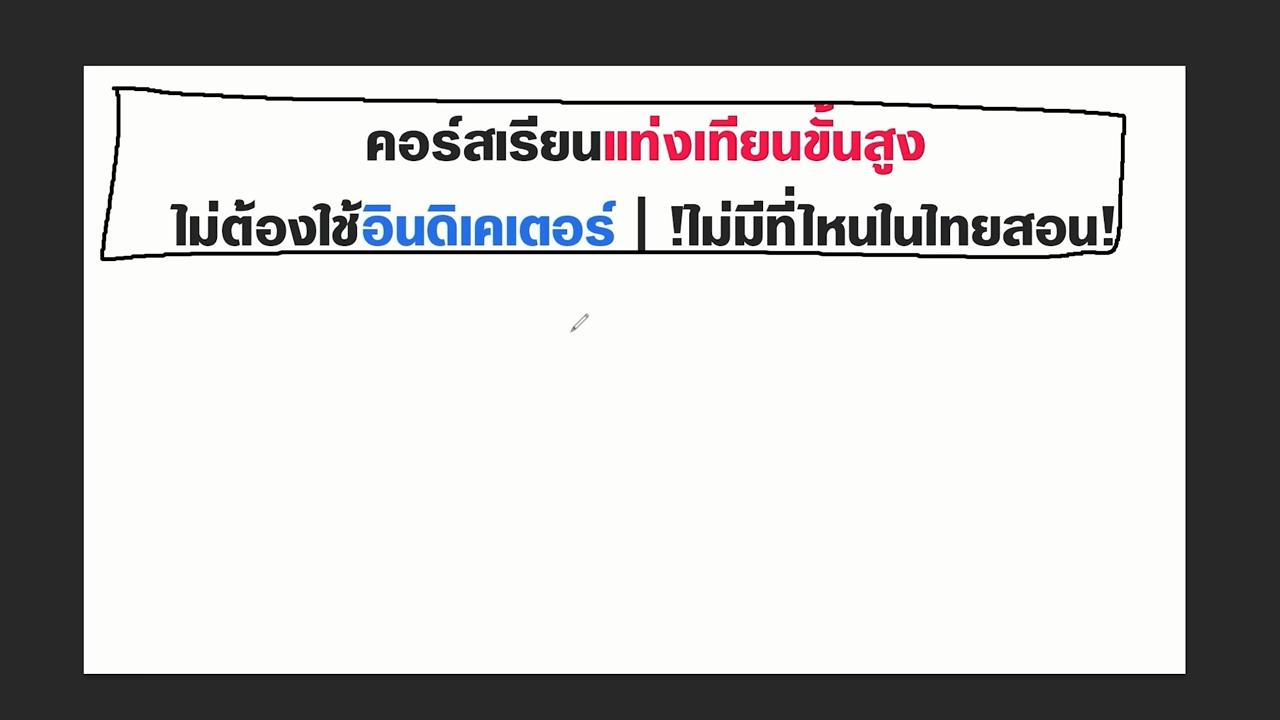 คอร์สเรียนแท่งเทียนขั้นสูง
ไม่ต้องใช้อินดิเคเตอร์ | !ไม่มีที่ไหนในไทยสอน!